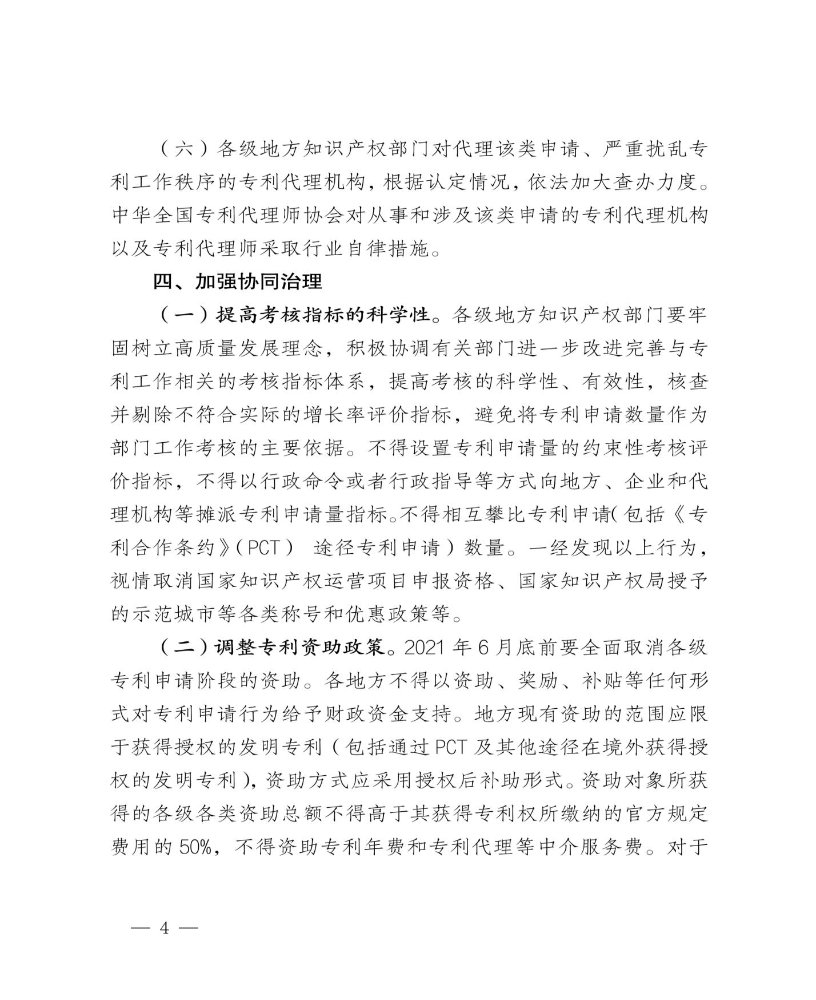 （六）各级地方知识产权部门对代理该类申请、严重扰乱专
利工作秩序的专利代理机构，根据认定情况，依法加大查办力度。
中华全国专利代理师协会对从事和涉及该类申请的专利代理机构
以及专利代理师采取行业自律措施。
四、加强协同治理
（一）提高考核指标的科学性。各级地方知识产权部门要牢
固树立高质量发展理念，积极协调有关部门进一步改进完善与专
利工作相关的考核指标体系，提高考核的科学性、有效性，核查
并剔除不符合实际的增长率评价指标，避免将专利申请数量作为
部门工作考核的主要依据。不得设置专利申请量的约束性考核评
价指标，不得以行政命令或者行政指导等方式向地方、企业和代
理机构等摊派专利申请量指标。不得相互攀比专利申请（包括《专
利合作条约》（PCT） 途径专利申请）数量。一经发现以上行为，
视情取消国家知识产权运营项目申报资格、国家知识产权局授予
的示范城市等各类称号和优惠政策等。
（二）调整专利资助政策。2021 年 6 月底前要全面取消各级
专利申请阶段的资助。各地方不得以资助、奖励、补贴等任何形
式对专利申请行为给予财政资金支持。地方现有资助的范围应限
于获得授权的发明专利（包括通过 PCT 及其他途径在境外获得授
权的发明专利），资助方式应采用授权后补助形式。资助对象所获
得的各级各类资助总额不得高于其获得专利权所缴纳的官方规定
费用的 50%，不得资助专利年费和专利代理等中介服务费。对于
— 4 —